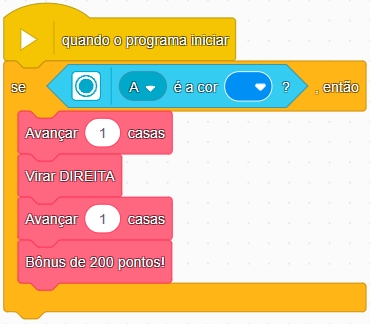 quando o programa iniciar
se A é a cor ? , então
Avançar 1 casas
Virar DIREITA
Avançar 1 casas
Bônus de 200 pontos!